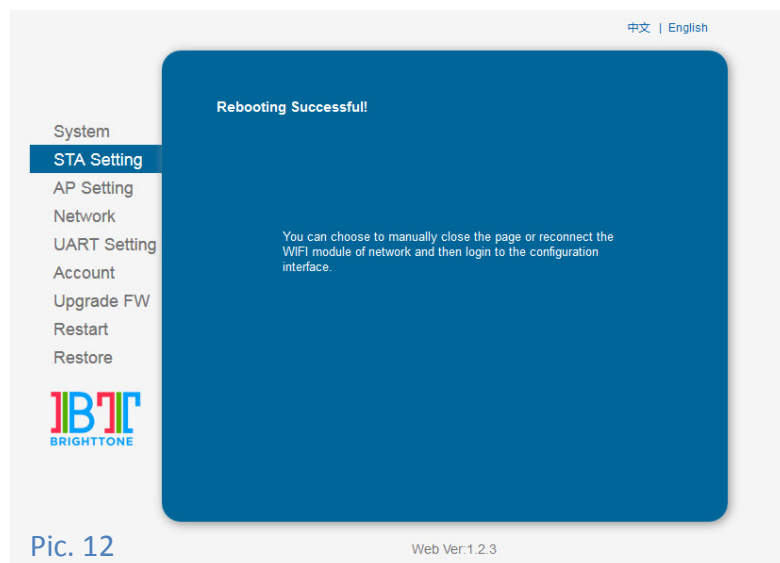 中文 | English
Rebooting Successful!
System
STA Setting
AP Setting
Network
UART Setting
Account
Upgrade FW
Restart
Restore
You can choose to manually close the page or reconnect the
WIFI module of network and then login to the configuration
interface.
BTT
BRIGHTTONE
Pic. 12
Web Ver:1.2.3